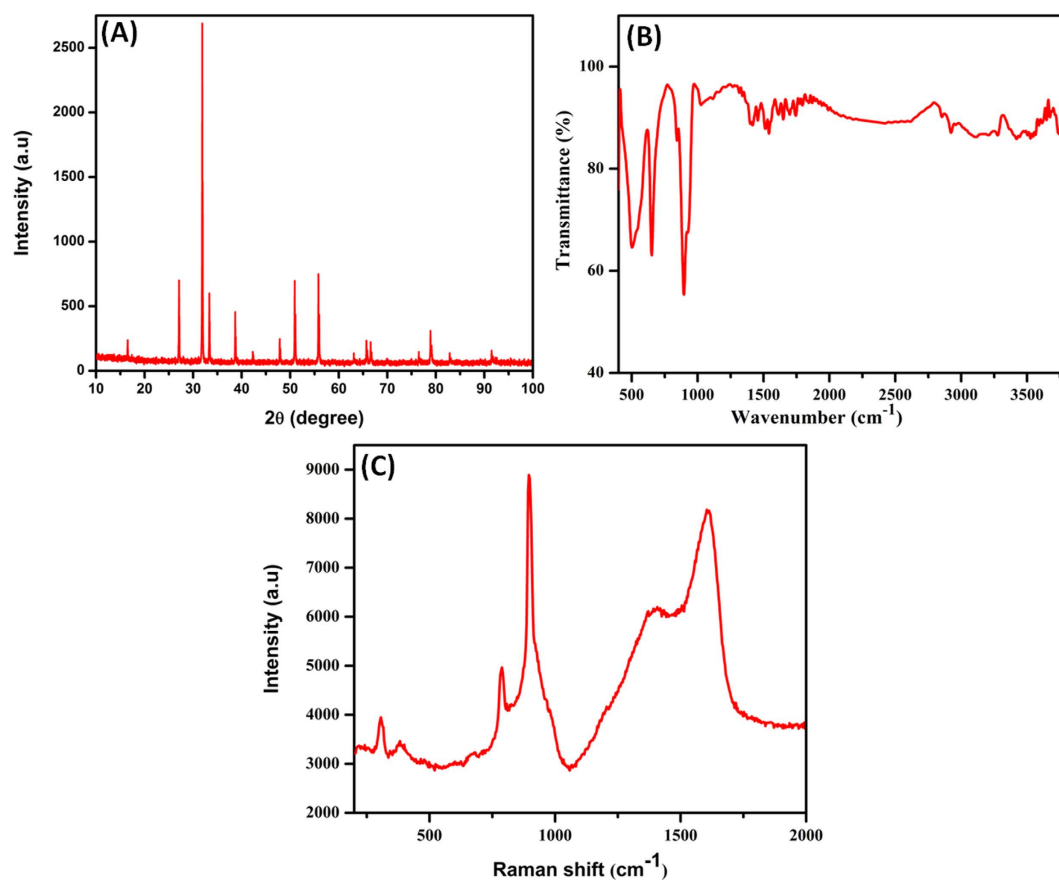 (A)
Intensity (a.u)
2500
2000
1500
1000
500
0
10 20 30 40 50 60 70 80 90 100
2θ (degree)
(B)
Transmittance (%)
100
80
60
40
500 1000 1500 2000 2500 3000 3500
Wavenumber (cm-1)
(C)
Intensity (a.u)
9000
8000
7000
6000
5000
4000
3000
2000
500 1000 1500 2000
Raman shift (cm-1)